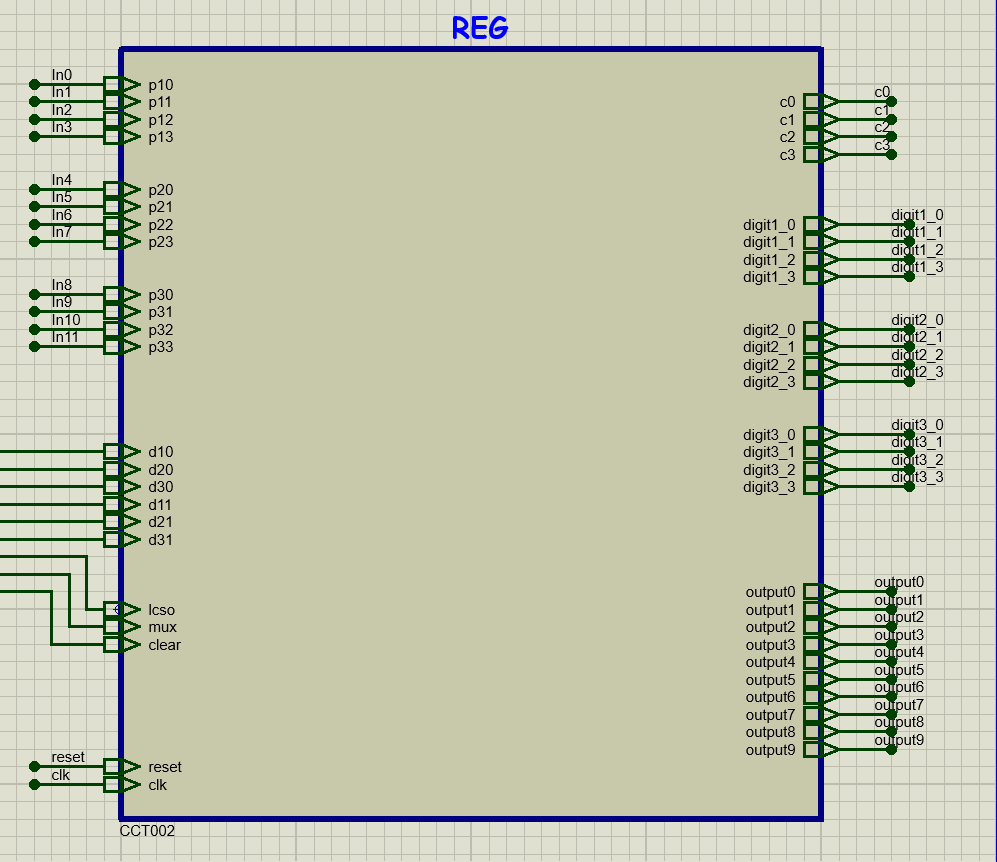 REG
In0
In1
In2
In3
p10
p11
p12
p13
In4
In5
In6
In7
p20
p21
p22
p23
In8
In9
In10
In11
p30
p31
p32
p33
d10
d20
d30
d11
d21
d31
lcso
mux
clear
reset
clk
reset
clk
c0
c1
c2
c3
c0
c1
c2
c3
digit1_0
digit1_1
digit1_2
digit1_3
digit1_0
digit1_1
digit1_2
digit1_3
digit2_0
digit2_1
digit2_2
digit2_3
digit2_0
digit2_1
digit2_2
digit2_3
digit3_0
digit3_1
digit3_2
digit3_3
digit3_0
digit3_1
digit3_2
digit3_3
output0
output1
output2
output3
output4
output5
output6
output7
output8
output9
output0
output1
output2
output3
output4
output5
output6
output7
output8
output9
CCT002